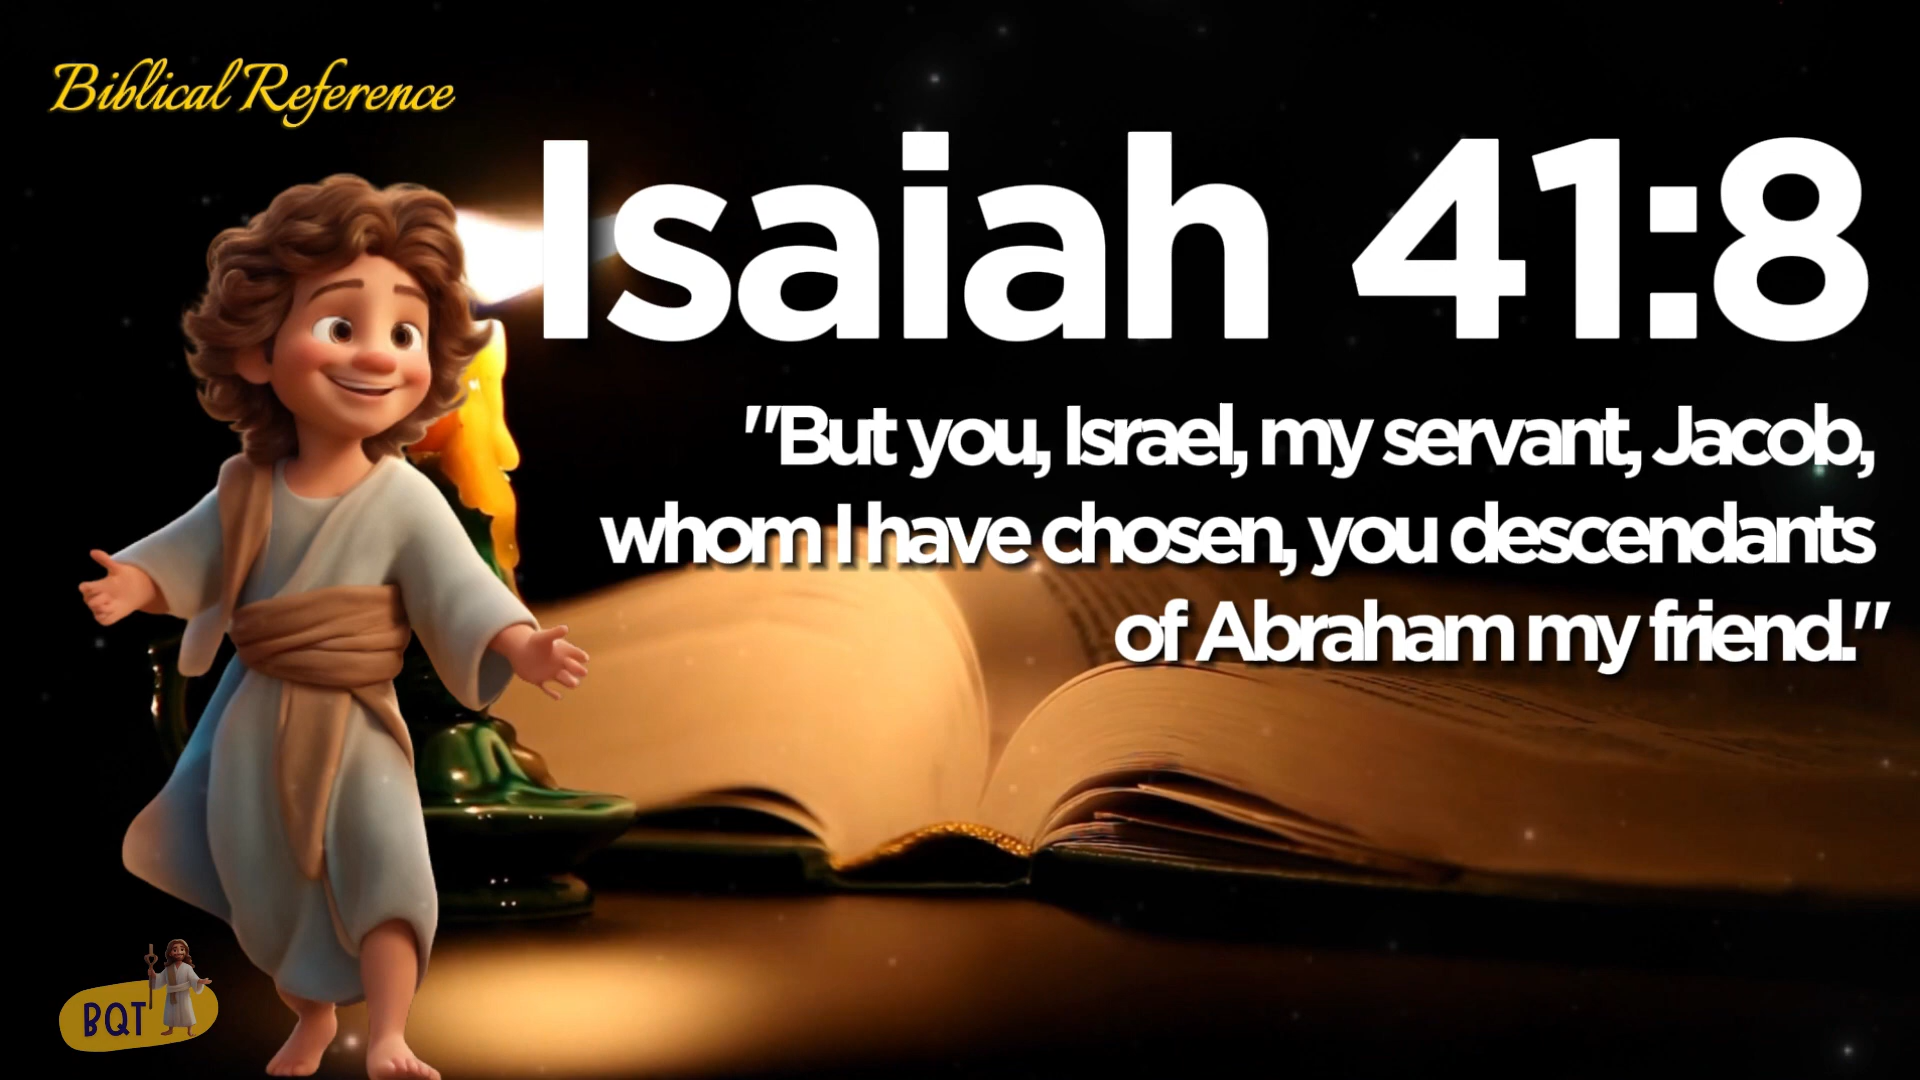 Biblical Reference
Isaiah 41:8
"But you, Israel, my servant, Jacob,
whom I have chosen, you descendants
of Abraham my friend."
BQT